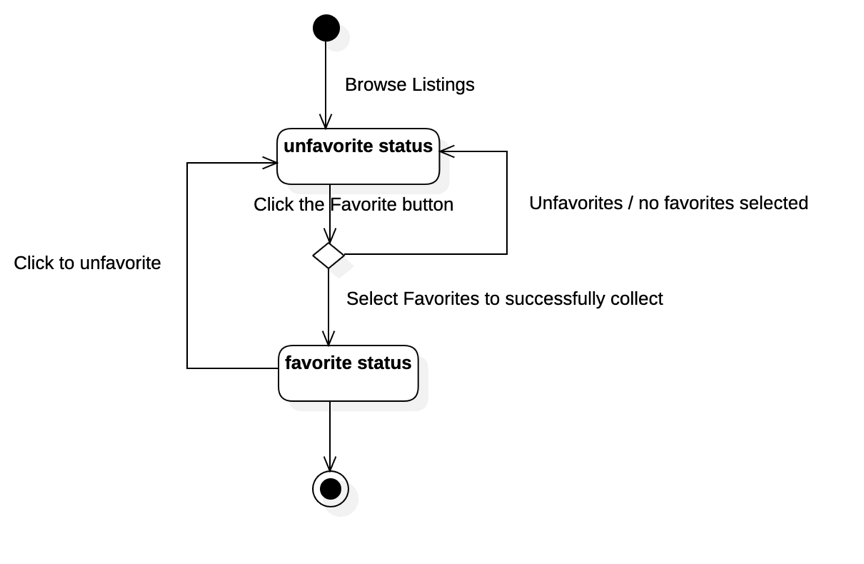 Browse Listings
unfavorite status
Click the Favorite button
Unfavorites / no favorites selected
Click to unfavorite
Select Favorites to successfully collect
favorite status